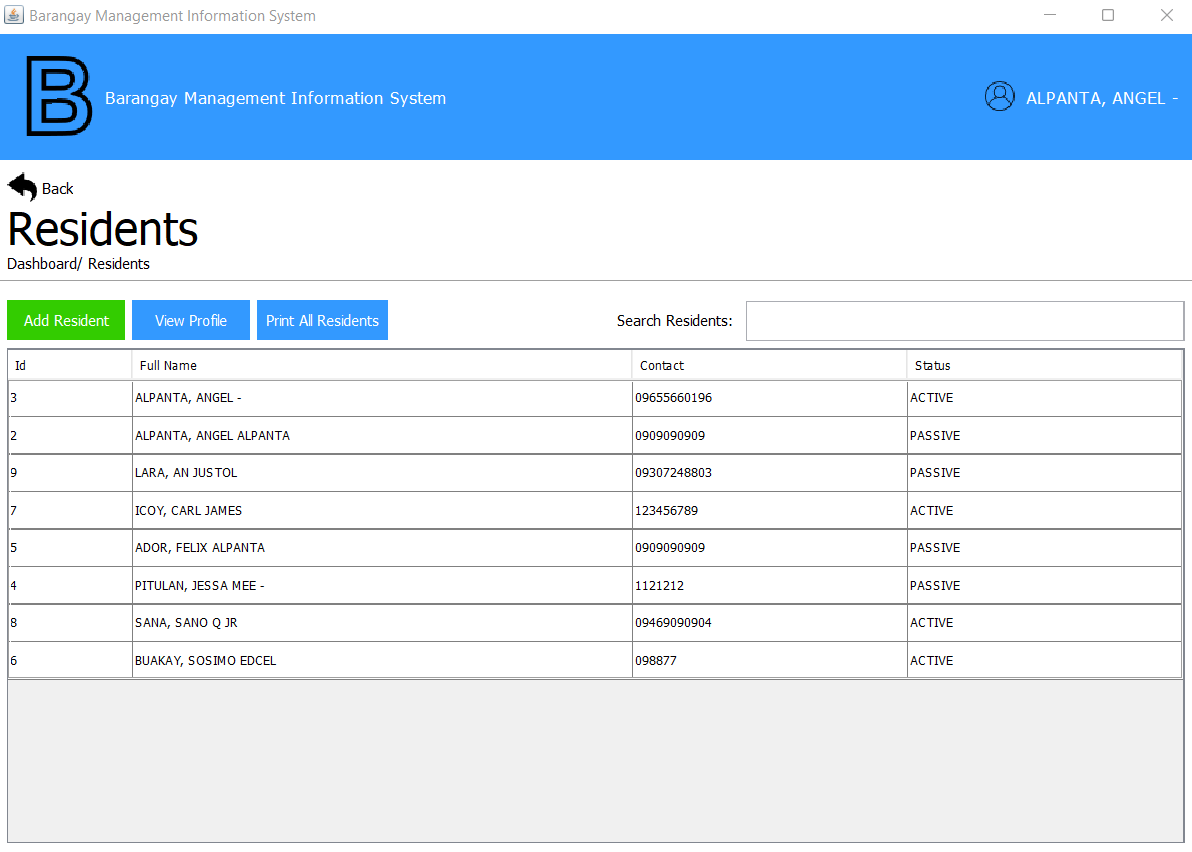 Barangay Management Information System
B
Barangay Management Information System
ALPANTA, ANGEL -
Back
Residents
Dashboard/ Residents
Add Resident View Profile Print All Residents Search Residents:
Id Full Name Contact Status
3 ALPANTA, ANGEL - 09655660196 ACTIVE
2 ALPANTA, ANGEL ALPANTA 0909090909 PASSIVE
9 LARA, AN JUSTOL 09307248803 PASSIVE
7 ICOY, CARL JAMES 123456789 ACTIVE
5 ADOR, FELIX ALPANTA 0909090909 PASSIVE
4 PITULAN, JESSA MEE - 1121212 PASSIVE
8 SANA, SANO Q JR 09469090904 ACTIVE
6 BUAKAY, SOSIMO EDCEL 098877 ACTIVE